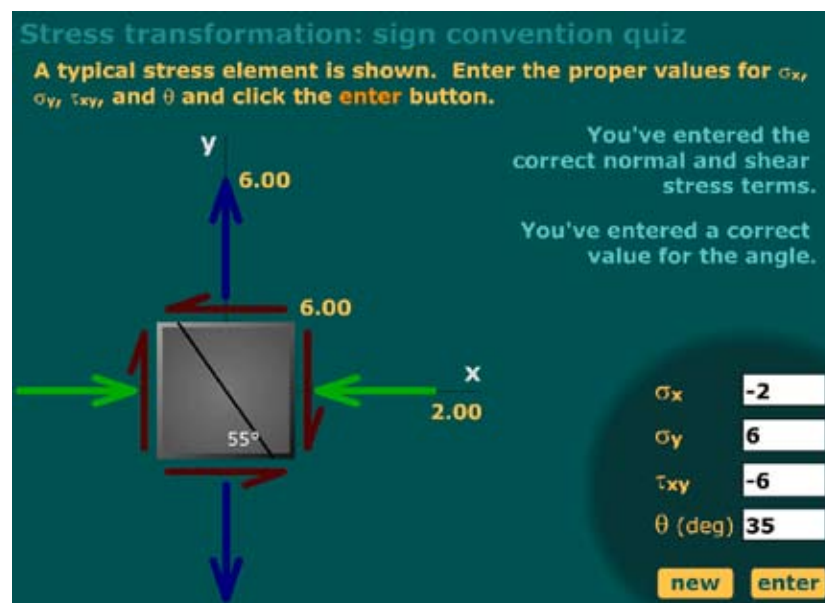 Stress transformation: sign convention quiz
A typical stress element is shown. Enter the proper values for σx,
σy, τxy, and θ and click the enter button.
You've entered the
correct normal and shear
stress terms.
You've entered a correct
value for the angle.
y
6.00
6.00
x
2.00
55°
σx -2
σy 6
τxy -6
θ (deg) 35
new enter